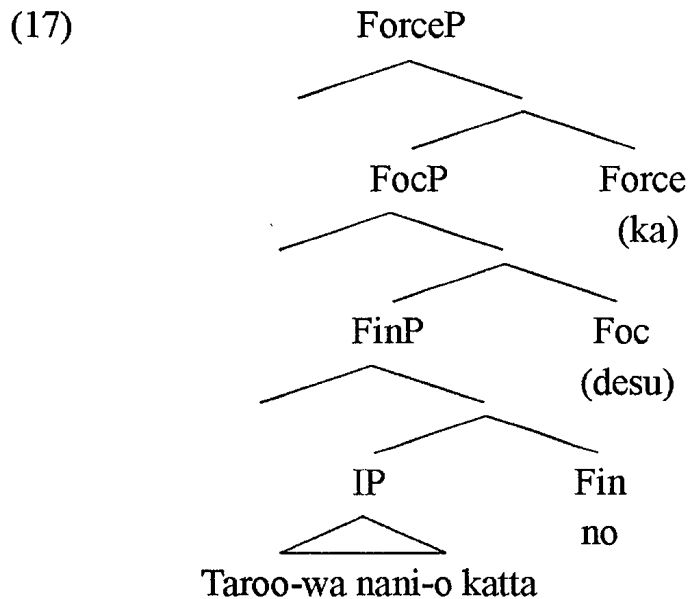 (17) ForceP
FocP Force
(ka)
FinP Foc
(desu)
IP Fin
no
Taroo-wa nani-o katta